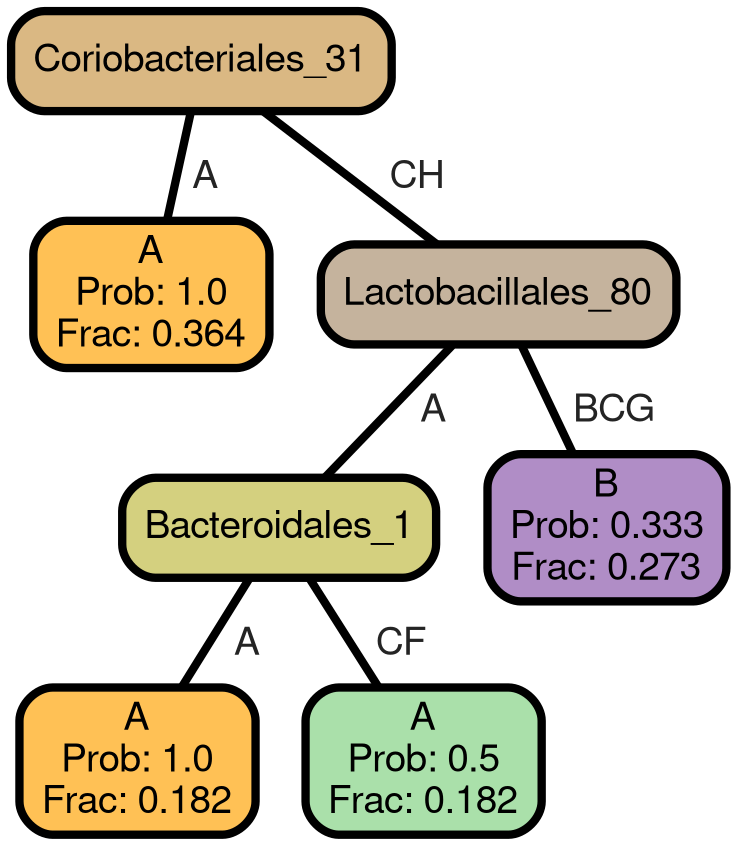 Coriobacteriales_31
A
CH
A
Prob: 1.0
Frac: 0.364
Lactobacillales_80
A
BCG
Bacteroidales_1
B
Prob: 0.333
Frac: 0.273
A
CF
A
Prob: 1.0
Frac: 0.182
A
Prob: 0.5
Frac: 0.182